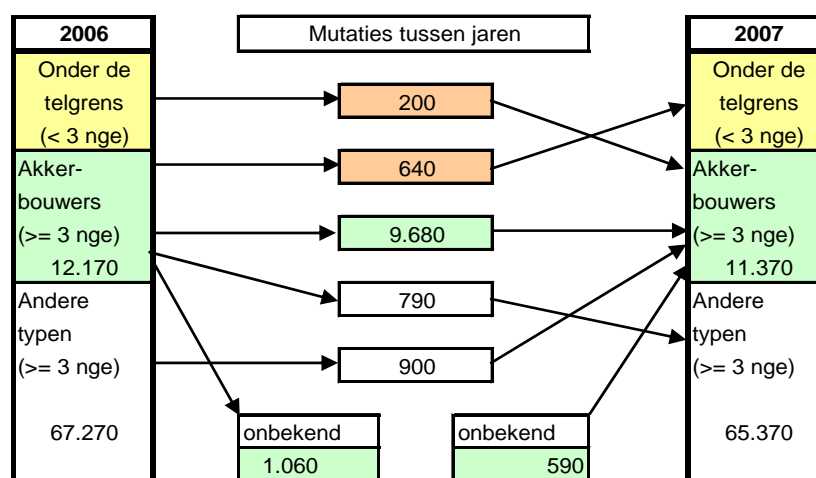 2006
Mutaties tussen jaren
2007
Onder de
telgrens
(< 3 nge)
Akker-
bouwers
(>= 3 nge)
12.170
Andere
typen
(>= 3 nge)
67.270
200
640
9.680
790
900
onbekend
1.060
onbekend
590
Onder de
telgrens
(< 3 nge)
Akker-
bouwers
(>= 3 nge)
11.370
Andere
typen
(>= 3 nge)
65.370